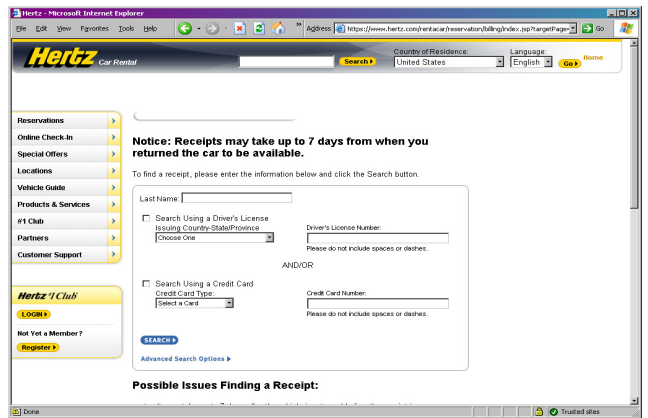 Hertz - Microsoft Internet Explorer
File Edit View Favorites Tools Help
Address https://www.hertz.com/rentacar/reservation/billing/index.jsp?targetPage= Go
Hertz Car Rental
Search
Country of Residence:
United States
Language:
English
Go
Home
Reservations
Online Check-In
Special Offers
Locations
Vehicle Guide
Products & Services
#1 Club
Partners
Customer Support
Hertz #1 Club
LOGIN
Not Yet a Member?
Register
Notice: Receipts may take up to 7 days from when you
returned the car to be available.
To find a receipt, please enter the information below and click the Search button.
Last Name:
Search Using a Driver's License
Issuing Country-State/Province
Choose One
Driver's License Number:
Please do not include spaces or dashes.
AND/OR
Search Using a Credit Card
Credit Card Type:
Select a Card
Credit Card Number:
Please do not include spaces or dashes.
SEARCH
Advanced Search Options
Possible Issues Finding a Receipt:
Done
Trusted sites